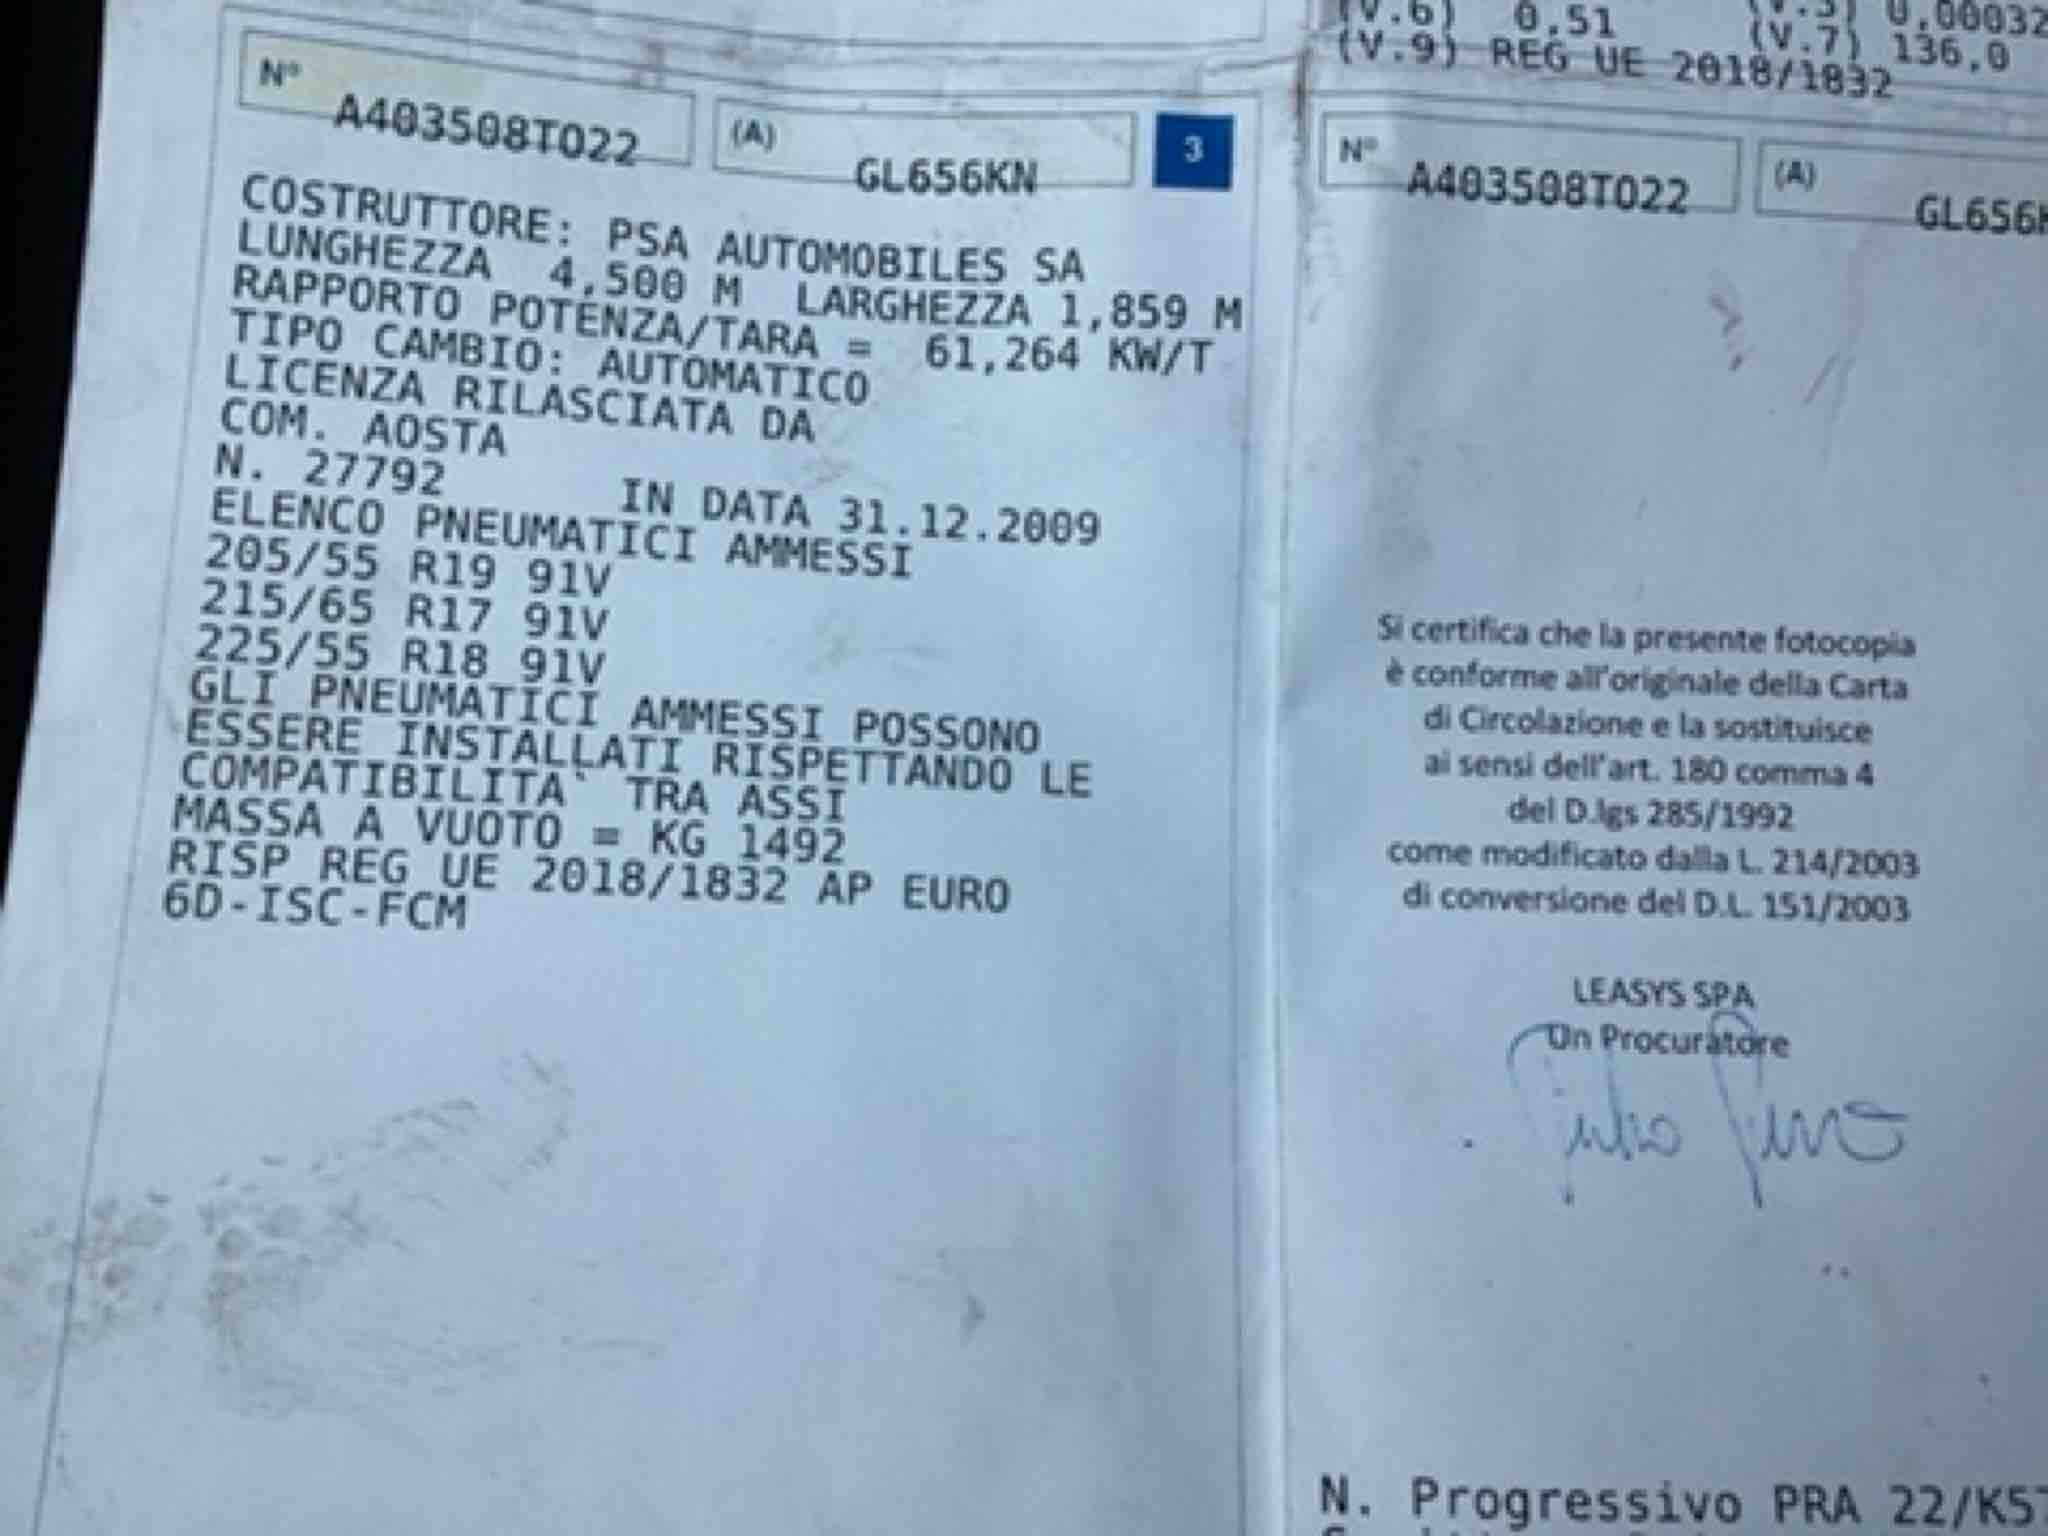 (V.6) 0,51 (V.7) 136,0
(V.9) REG UE 2018/1832
N° A403508TO22 (A) GL656KN 3
COSTRUTTORE: PSA AUTOMOBILES SA
LUNGHEZZA 4,500 M LARGHEZZA 1,859 M
RAPPORTO POTENZA/TARA = 61,264 KW/T
TIPO CAMBIO: AUTOMATICO
LICENZA RILASCIATA DA
COM. AOSTA
N. 27792 IN DATA 31.12.2009
ELENCO PNEUMATICI AMMESSI
205/55 R19 91V
215/65 R17 91V
225/55 R18 91V
GLI PNEUMATICI AMMESSI POSSONO
ESSERE INSTALLATI RISPETTANDO LE
COMPATIBILITA` TRA ASSI
MASSA A VUOTO = KG 1492
RISP REG UE 2018/1832 AP EURO
6D-ISC-FCM
N° A403508TO22 (A)
Si certifica che la presente fotocopia
è conforme all'originale della Carta
di Circolazione e la sostituisce
ai sensi dell'art. 180 comma 4
del D.lgs 285/1992
come modificato dalla L. 214/2003
di conversione del D.L. 151/2003
LEASYS SPA
Un Procuratore
N. Progressivo PRA 22/K57